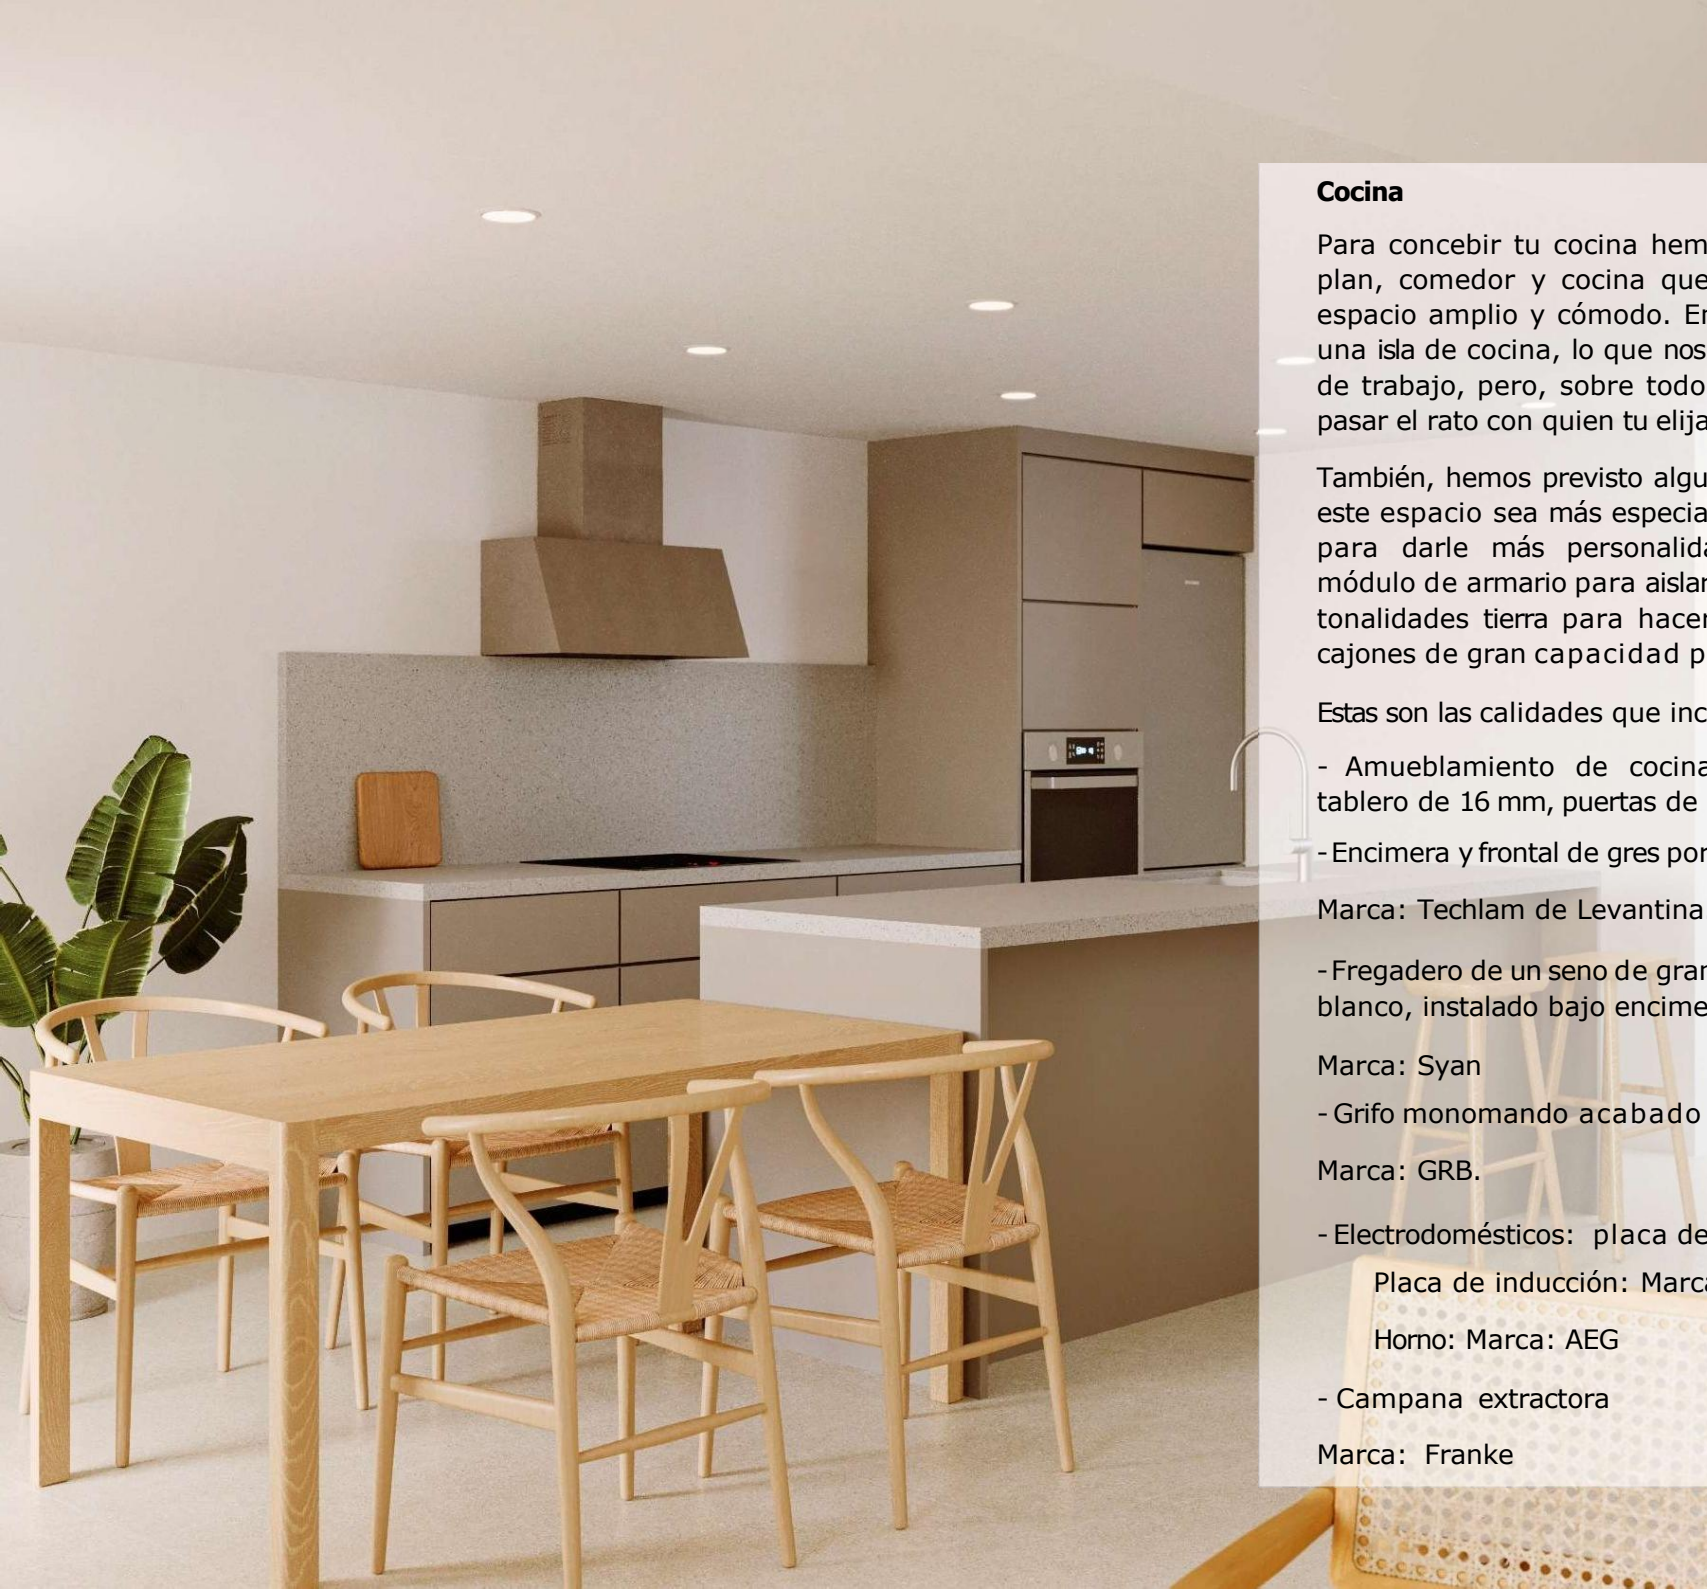 Cocina
Para concebir tu cocina hem
plan, comedor y cocina que
espacio amplio y cómodo. En
una isla de cocina, lo que nos
de trabajo, pero, sobre todo
pasar el rato con quien tu elija
También, hemos previsto algu
este espacio sea más especia
para darle más personalida
módulo de armario para aislar
tonalidades tierra para hacer
cajones de gran capacidad p
Estas son las calidades que inc
- Amueblamiento de cocina
tablero de 16 mm, puertas de
-Encimera y frontal de gres por
Marca: Techlam de Levantina
-Fregadero de un seno de gran
blanco, instalado bajo encime
Marca: Syan
- Grifo monomando acabado
Marca: GRB.
-Electrodomésticos: placa de
Placa de inducción: Marca
Horno: Marca: AEG
- Campana extractora
Marca: Franke